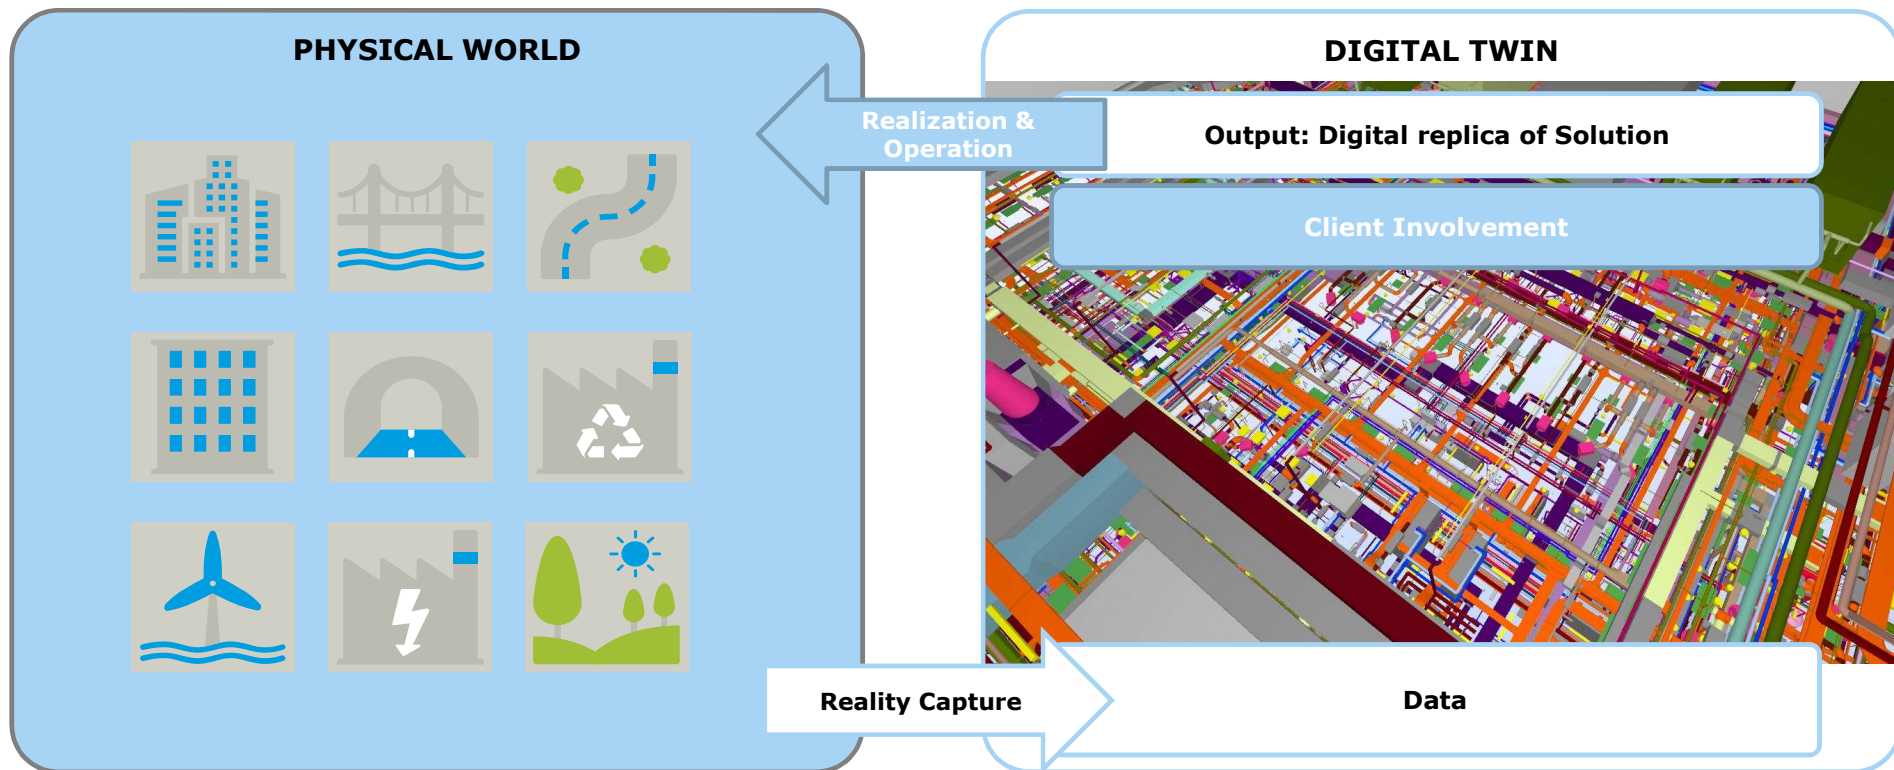 PHYSICAL WORLD
DIGITAL TWIN
Realization &
Operation
Output: Digital replica of Solution
Client Involvement
Reality Capture
Data